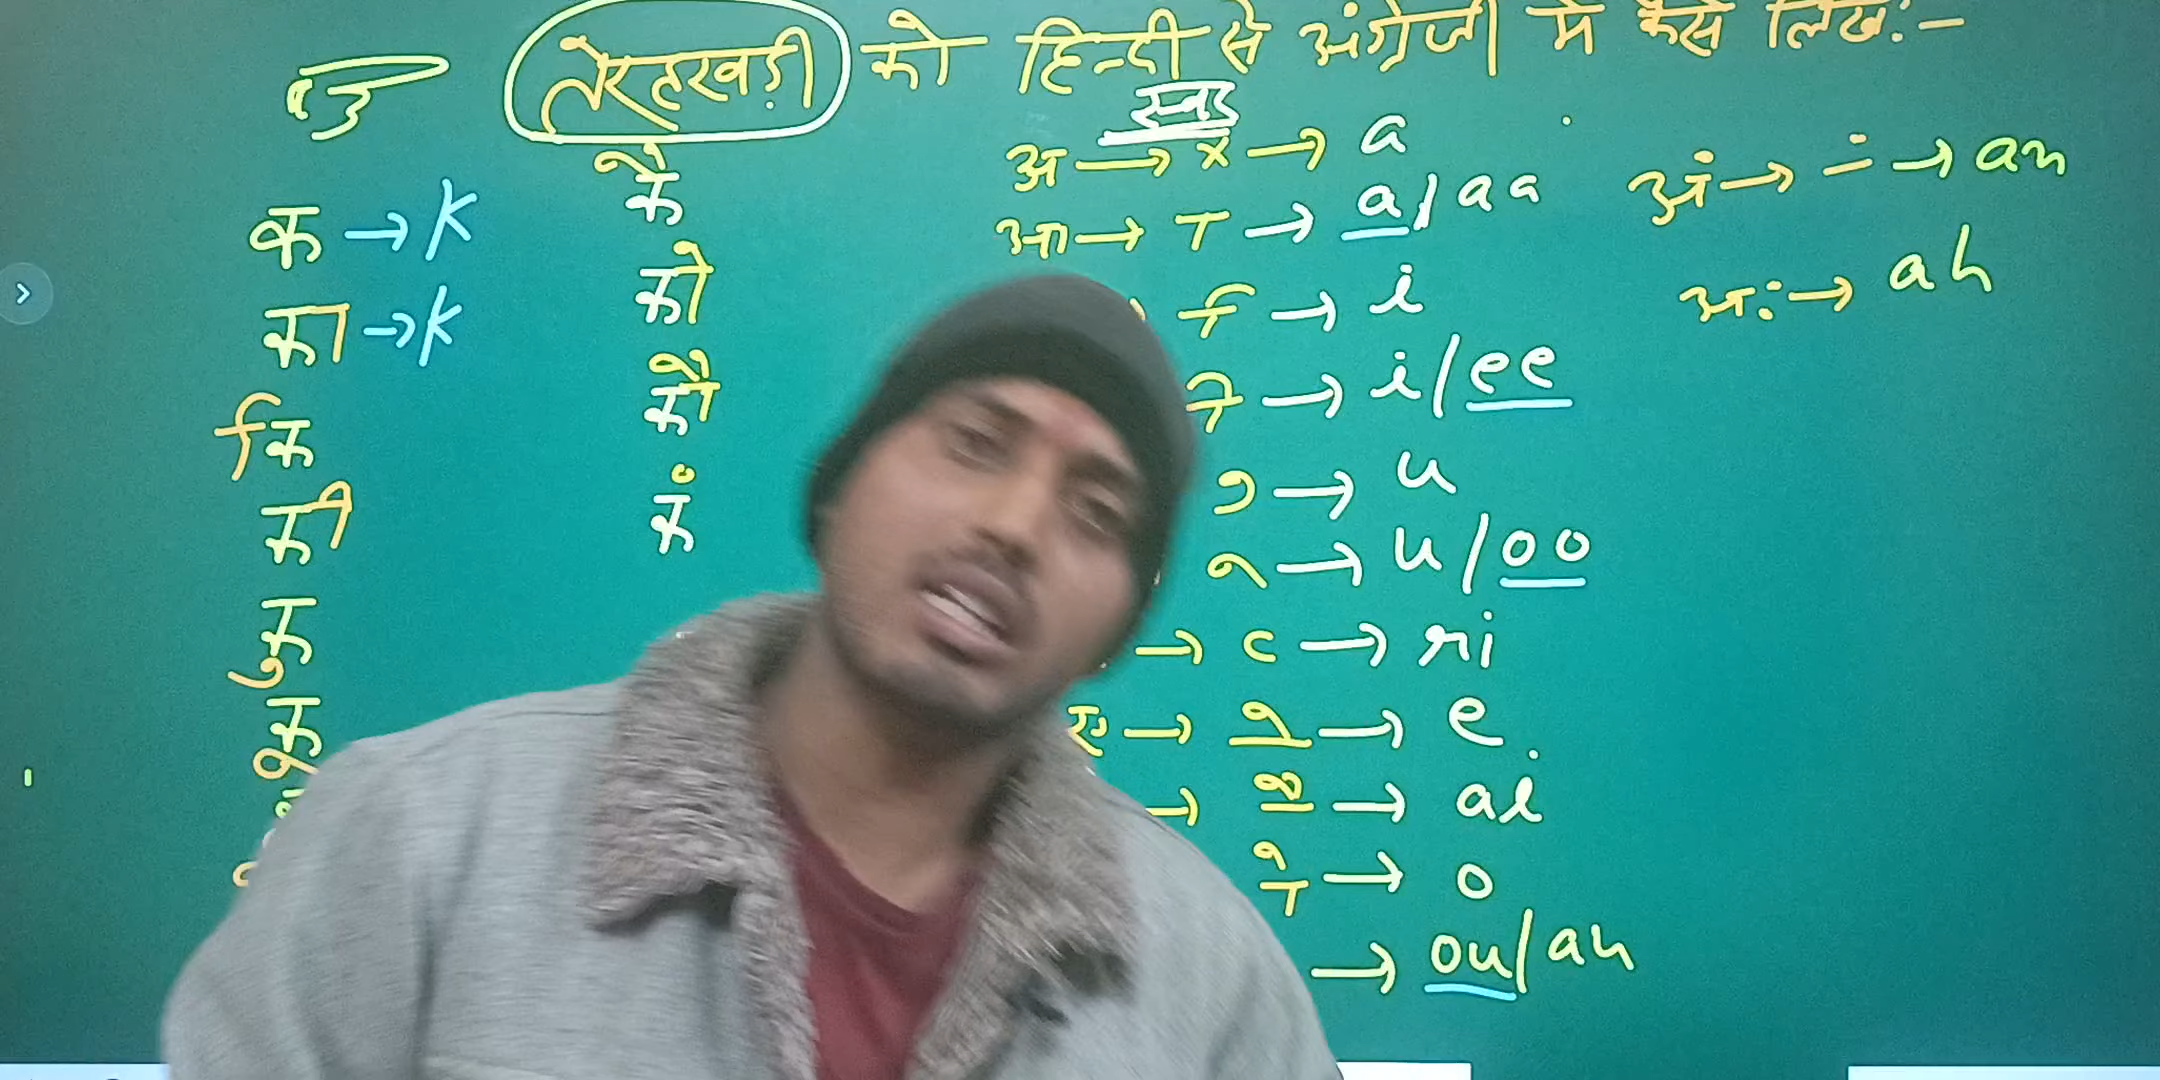 तेरहखड़ी को हिन्दी से अंग्रेजी में कैसे लिखें:-
स्वर
अ → × → a
आ → ा → a/aa
ि → i
ी → i/ee
ु → u
ू → u/oo
→ ृ → ri
ए → े → e
→ ै → ai
ो → o
→ ou/au
अं → ं → an
अः → ah
क → k
का → k
कि
की
कु
कू
कै
को
कौ
कं